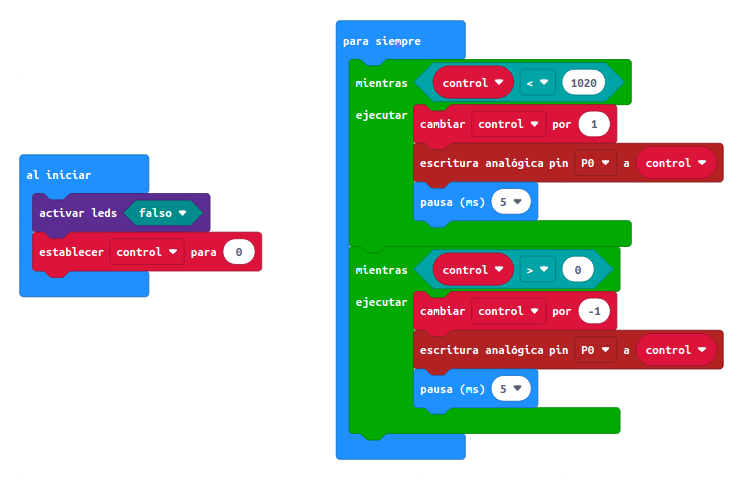 al iniciar
activar leds falso
establecer control para 0
para siempre
mientras control < 1020
ejecutar cambiar control por 1
escritura analógica pin P0 a control
pausa (ms) 5
mientras control > 0
ejecutar cambiar control por -1
escritura analógica pin P0 a control
pausa (ms) 5